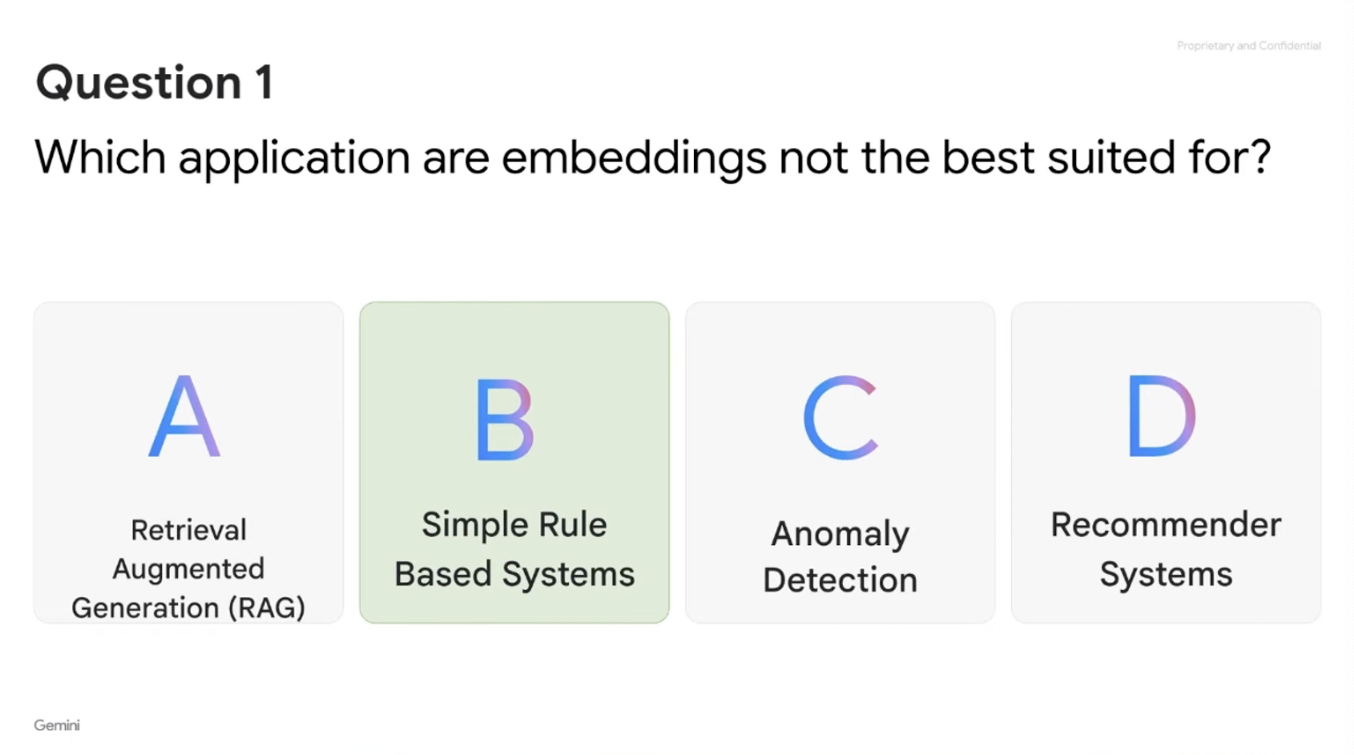 Proprietary and Confidential
Question 1
Which application are embeddings not the best suited for?
A
Retrieval
Augmented
Generation (RAG)
B
Simple Rule
Based Systems
C
Anomaly
Detection
D
Recommender
Systems
Gemini